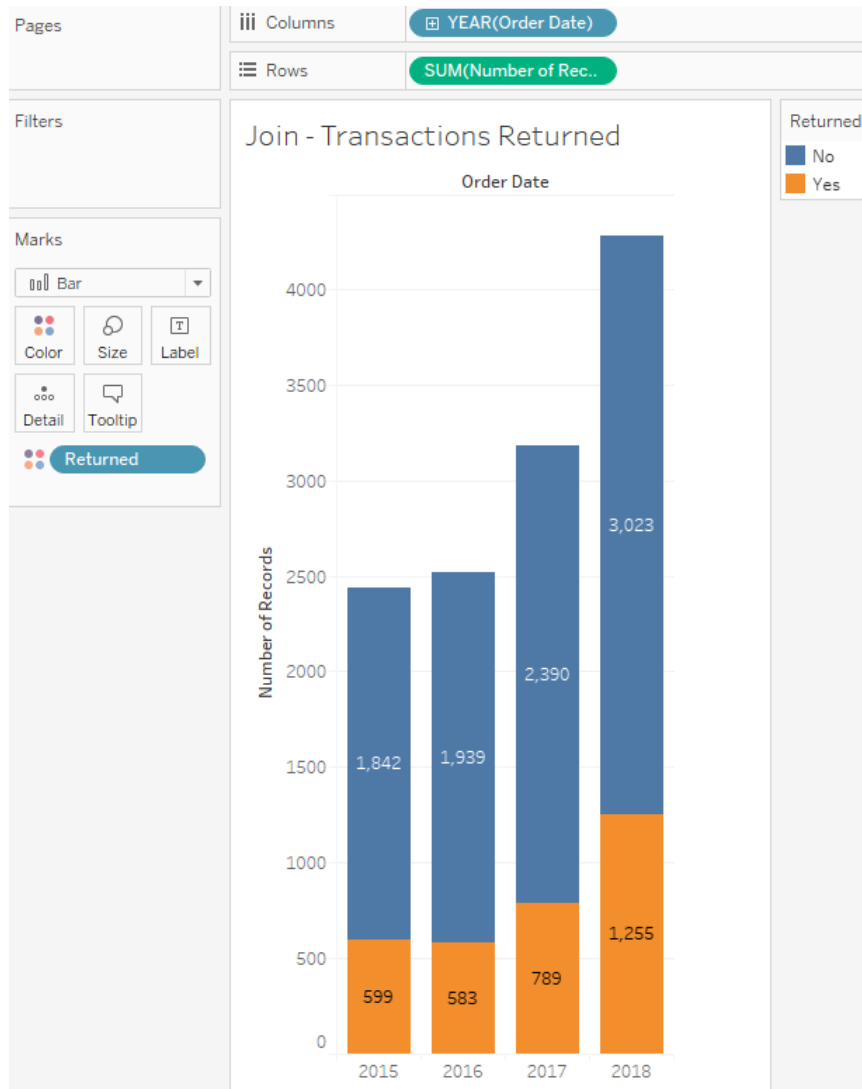 Pages
Columns
YEAR(Order Date)
Rows
SUM(Number of Rec..
Filters
Marks
Bar
Color
Size
T
Label
Detail
Tooltip
Returned
Join - Transactions Returned
Order Date
Number of Records
4000
3500
3000
2500
2000
1500
1000
500
0
1,842
1,939
2,390
3,023
599
583
789
1,255
2015
2016
2017
2018
Returned
No
Yes